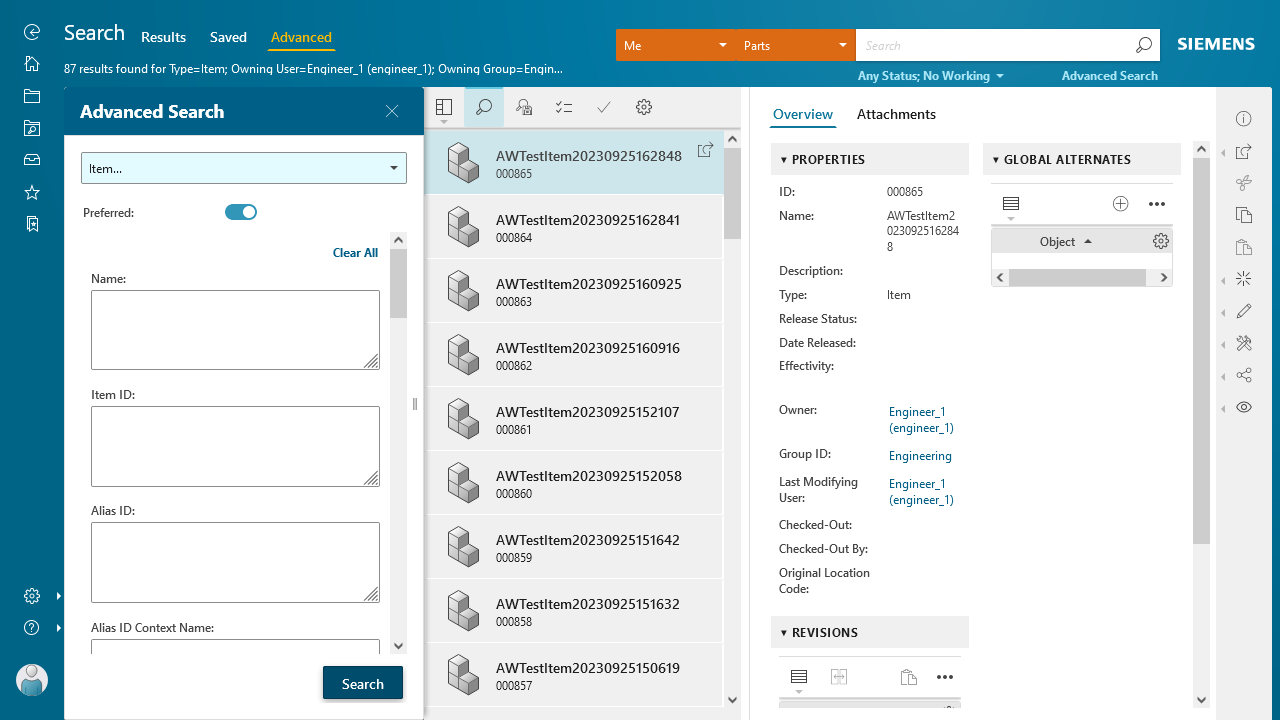 Search
Results
Saved
Advanced
87 results found for Type=Item; Owning User=Engineer_1 (engineer_1); Owning Group=Engin...
Me
Parts
Search
SIEMENS
Any Status; No Working
Advanced Search
Advanced Search
Item...
Preferred:
Clear All
Name:
Item ID:
Alias ID:
Alias ID Context Name:
Search
AWTestItem20230925162848
000865
AWTestItem20230925162841
000864
AWTestItem20230925160925
000863
AWTestItem20230925160916
000862
AWTestItem20230925152107
000861
AWTestItem20230925152058
000860
AWTestItem20230925151642
000859
AWTestItem20230925151632
000858
AWTestItem20230925150619
000857
Overview
Attachments
PROPERTIES
ID: 000865
Name: AWTestItem2
023092516284
8
Description:
Type: Item
Release Status:
Date Released:
Effectivity:
Owner: Engineer_1
(engineer_1)
Group ID: Engineering
Last Modifying Engineer_1
User: (engineer_1)
Checked-Out:
Checked-Out By:
Original Location
Code:
REVISIONS
GLOBAL ALTERNATES
Object